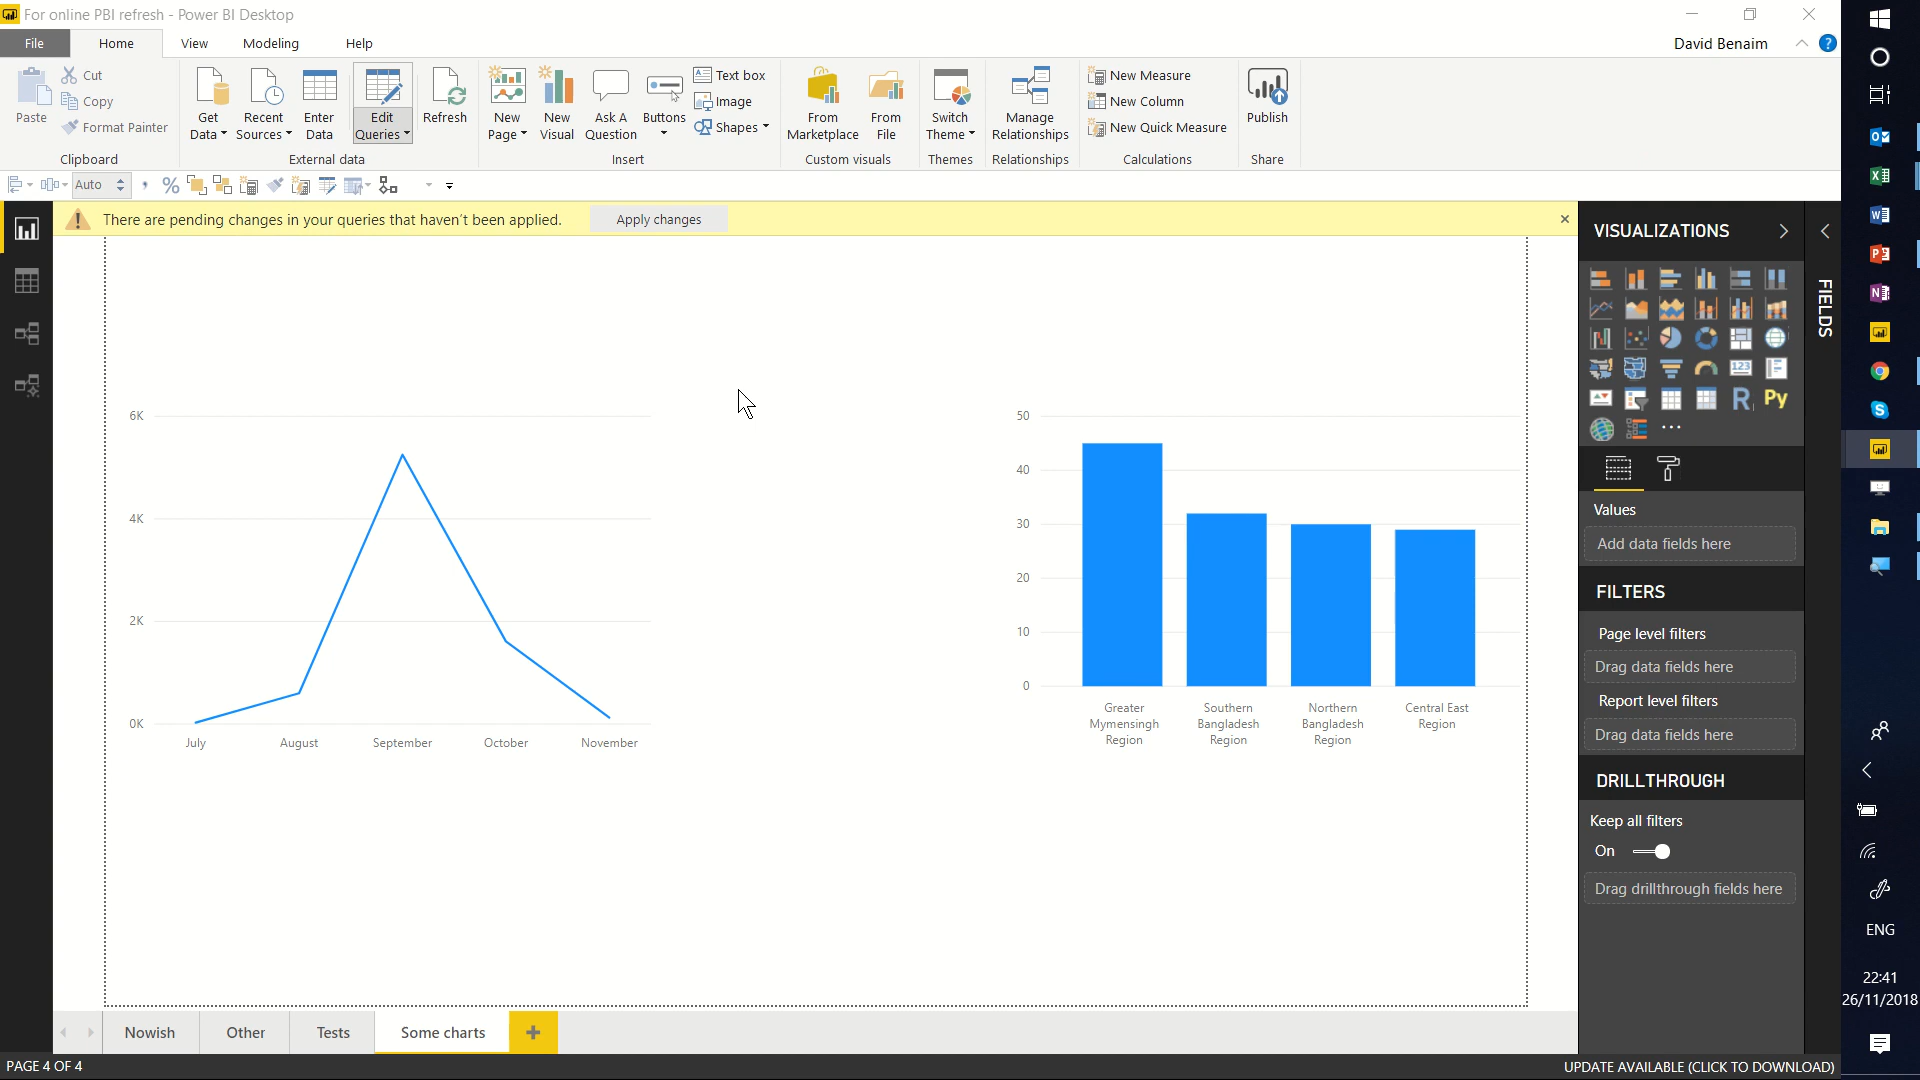 For online PBI refresh - Power BI Desktop
File Home View Modeling Help David Benaim
Paste
Cut
Copy
Format Painter
Clipboard
Get Data
Recent Sources
Enter Data
Edit Queries
Refresh
External data
New Page
New Visual
Ask A Question
Buttons
Text box
Image
Shapes
Insert
From Marketplace
From File
Custom visuals
Switch Theme
Themes
Manage Relationships
Relationships
New Measure
New Column
New Quick Measure
Calculations
Publish
Share
Auto
There are pending changes in your queries that haven't been applied. Apply changes
6K
4K
2K
0K
July August September October November
50
40
30
20
10
0
Greater Mymensingh Region
Southern Bangladesh Region
Northern Bangladesh Region
Central East Region
VISUALIZATIONS
FIELDS
123
R
Py
Values
Add data fields here
FILTERS
Page level filters
Drag data fields here
Report level filters
Drag data fields here
DRILLTHROUGH
Keep all filters
On
Drag drillthrough fields here
ENG
22:41
26/11/2018
Nowish Other Tests Some charts
PAGE 4 OF 4
UPDATE AVAILABLE (CLICK TO DOWNLOAD)